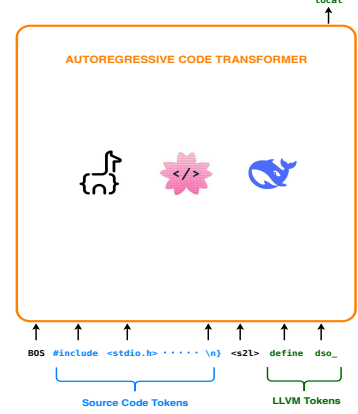 local
AUTOREGRESSIVE CODE TRANSFORMER
{ }
</>
BOS #include <stdio.h> ····· \n} <s2l> define dso_
Source Code Tokens LLVM Tokens